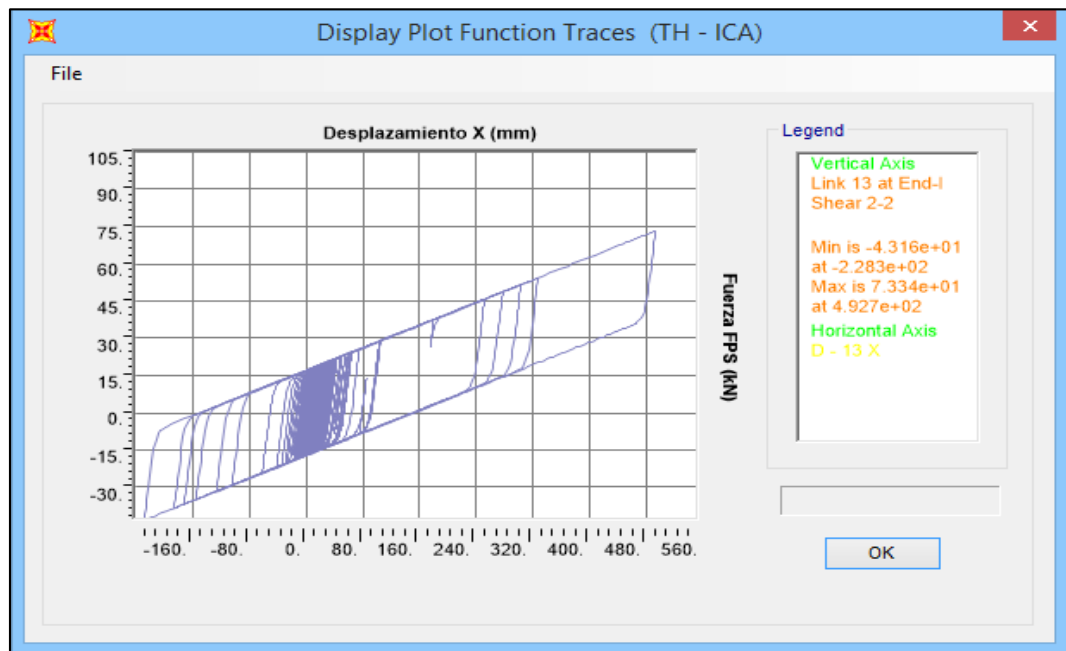 Display Plot Function Traces (TH - ICA)
File
Desplazamiento X (mm)
105.
90.
75.
60.
45.
30.
15.
0.
-15.
-30.
-160. -80. 0. 80. 160. 240. 320. 400. 480. 560.
Fuerza FPS (kN)
Legend
Vertical Axis
Link 13 at End-I
Shear 2-2
Min is -4.316e+01
at -2.283e+02
Max is 7.334e+01
at 4.927e+02
Horizontal Axis
D - 13 X
OK